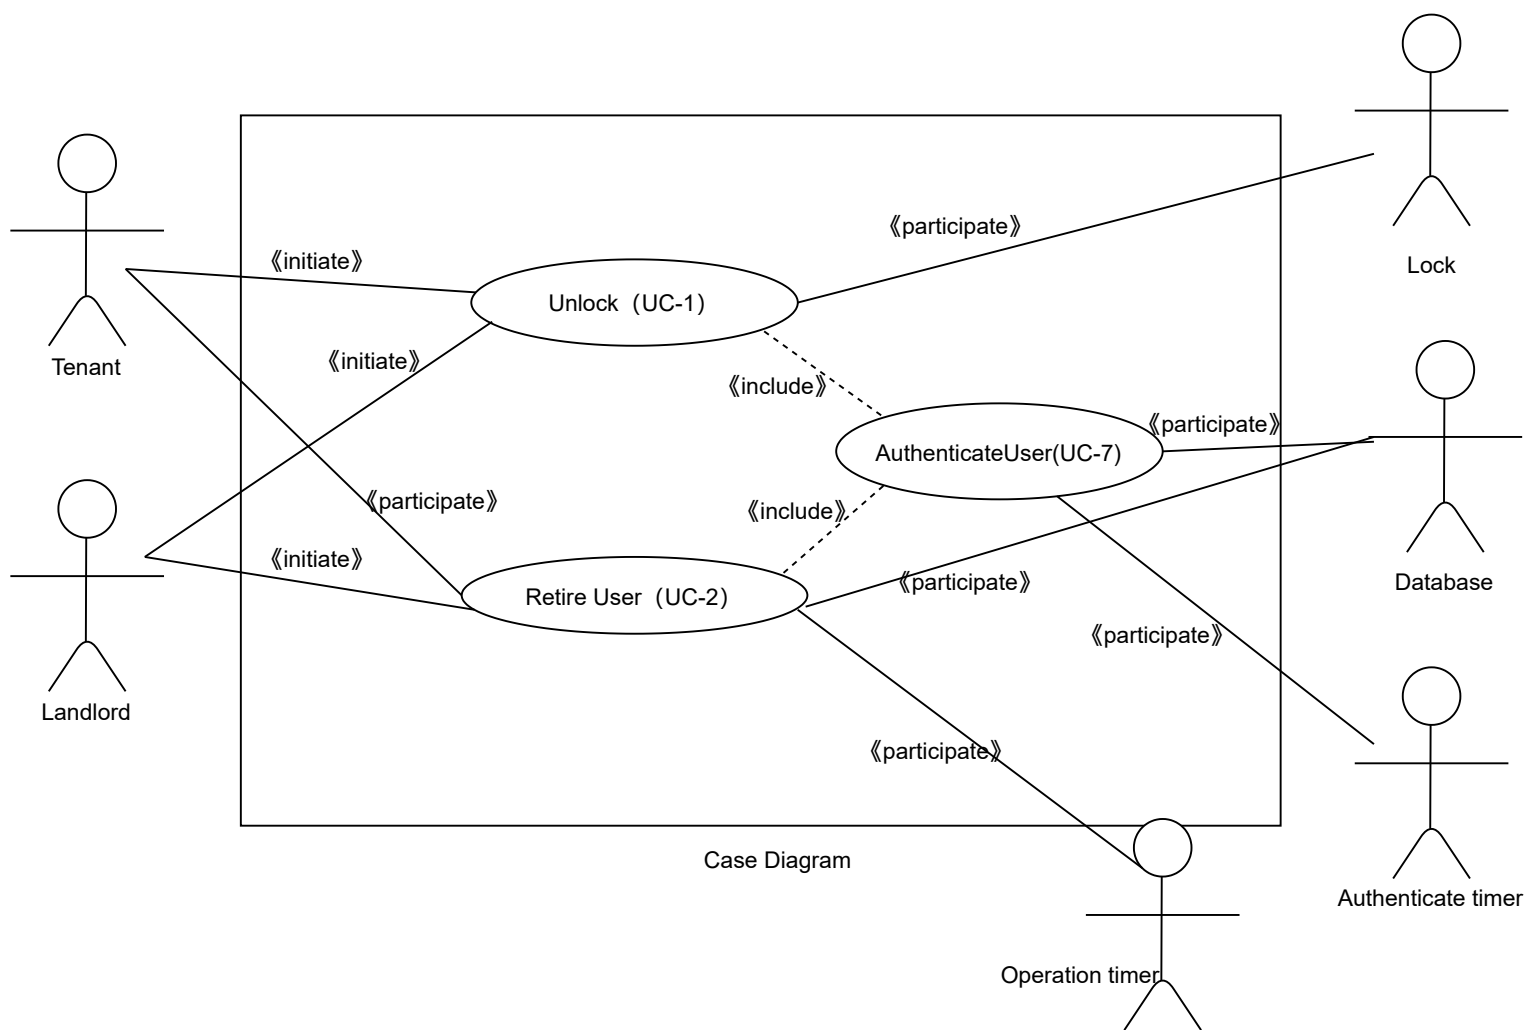 《participate》
Lock
《initiate》
Unlock（UC-1）
Tenant
《initiate》
《include》
《participate》
AuthenticateUser(UC-7)
《participate》
《include》
《initiate》
《participate》
Database
Retire User（UC-2）
《participate》
Landlord
《participate》
Case Diagram
Authenticate timer
Operation timer